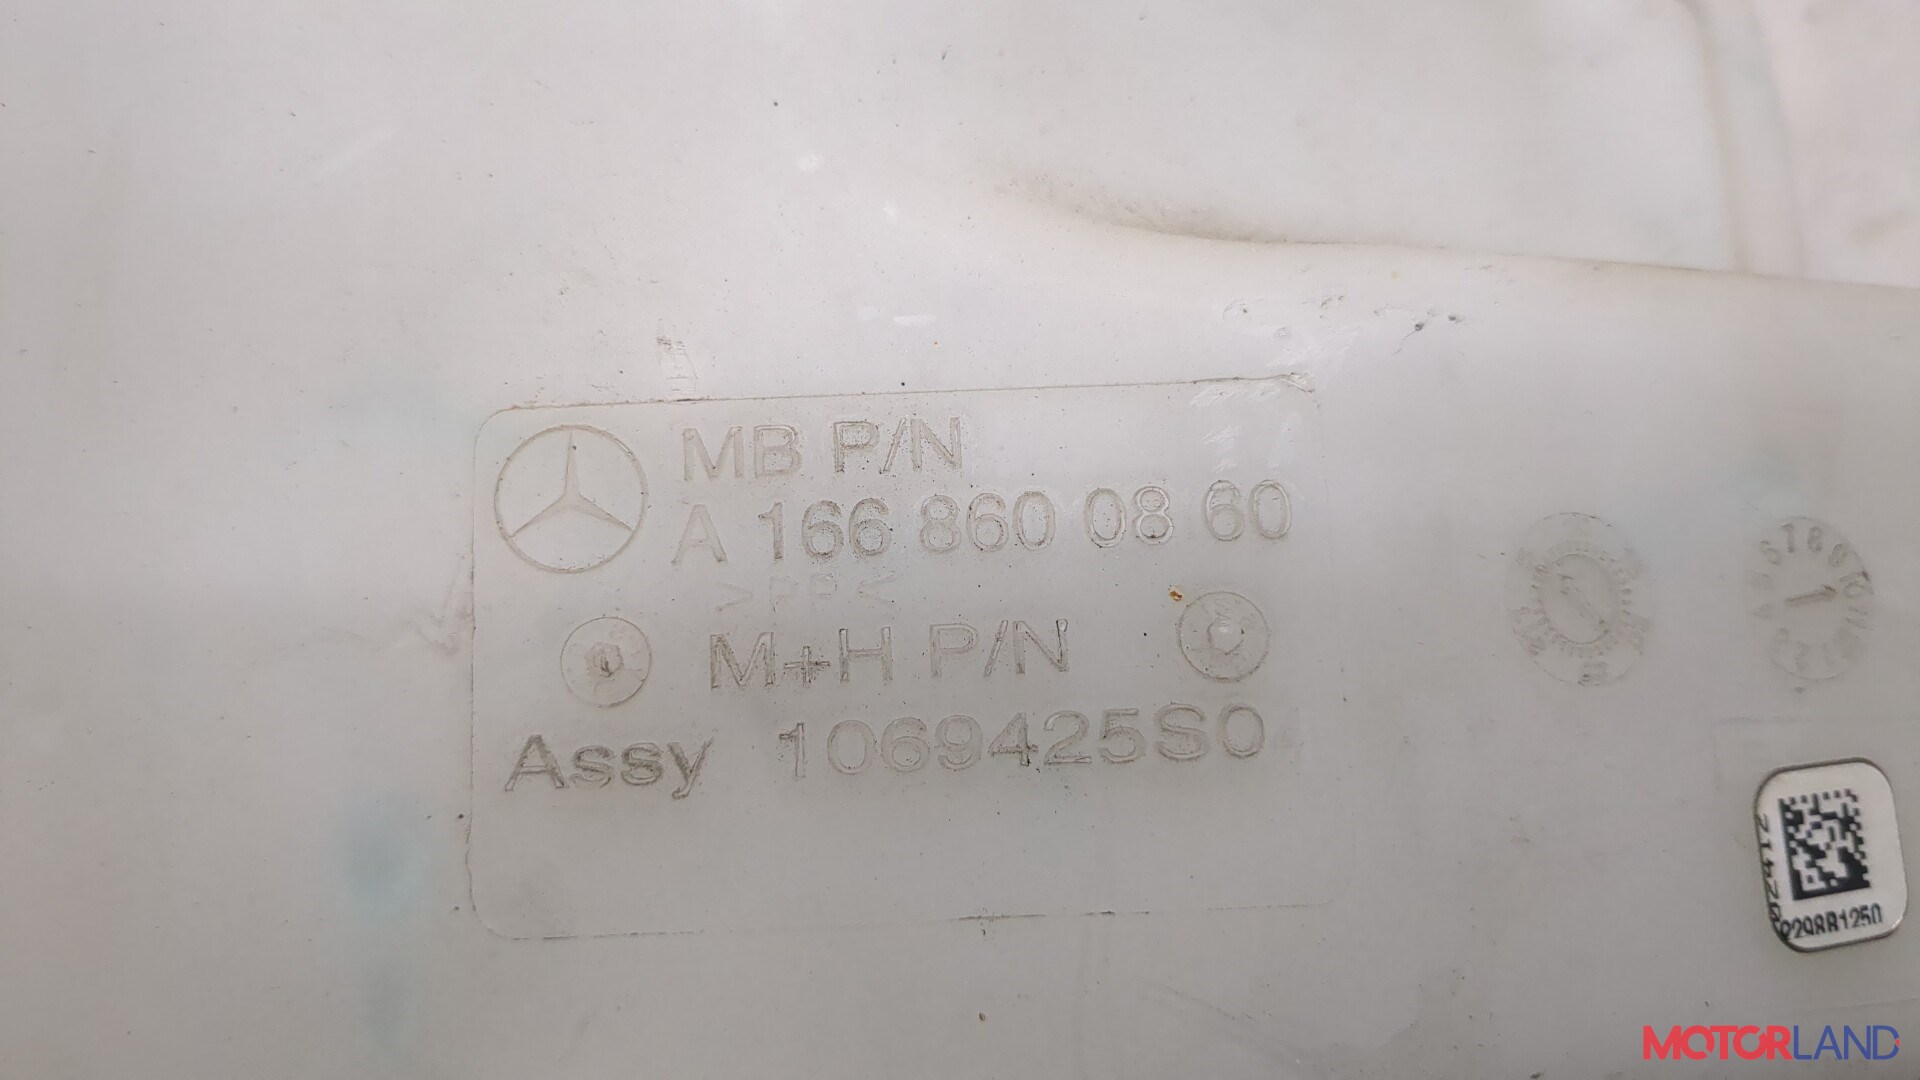 MB P/N
A 166 860 08 60
>PP<
M+H P/N
Assy 1069425S0
MOTORLAND